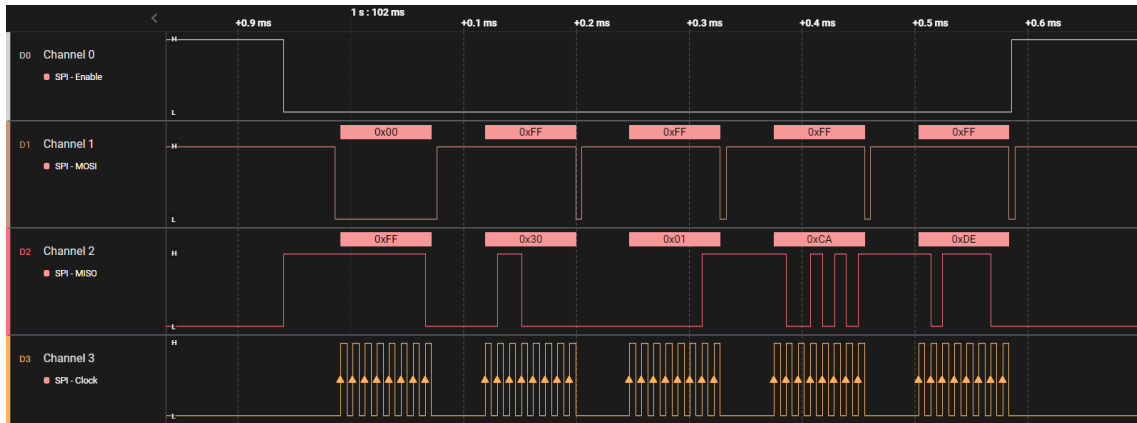 1 s : 102 ms
+0.9 ms +0.1 ms +0.2 ms +0.3 ms +0.4 ms +0.5 ms +0.6 ms
D0 Channel 0
H
SPI - Enable
L
0x00 0xFF 0xFF 0xFF 0xFF
D1 Channel 1
H
SPI - MOSI
L
0xFF 0x30 0x01 0xCA 0xDE
D2 Channel 2
H
SPI - MISO
L
H
D3 Channel 3
SPI - Clock
L